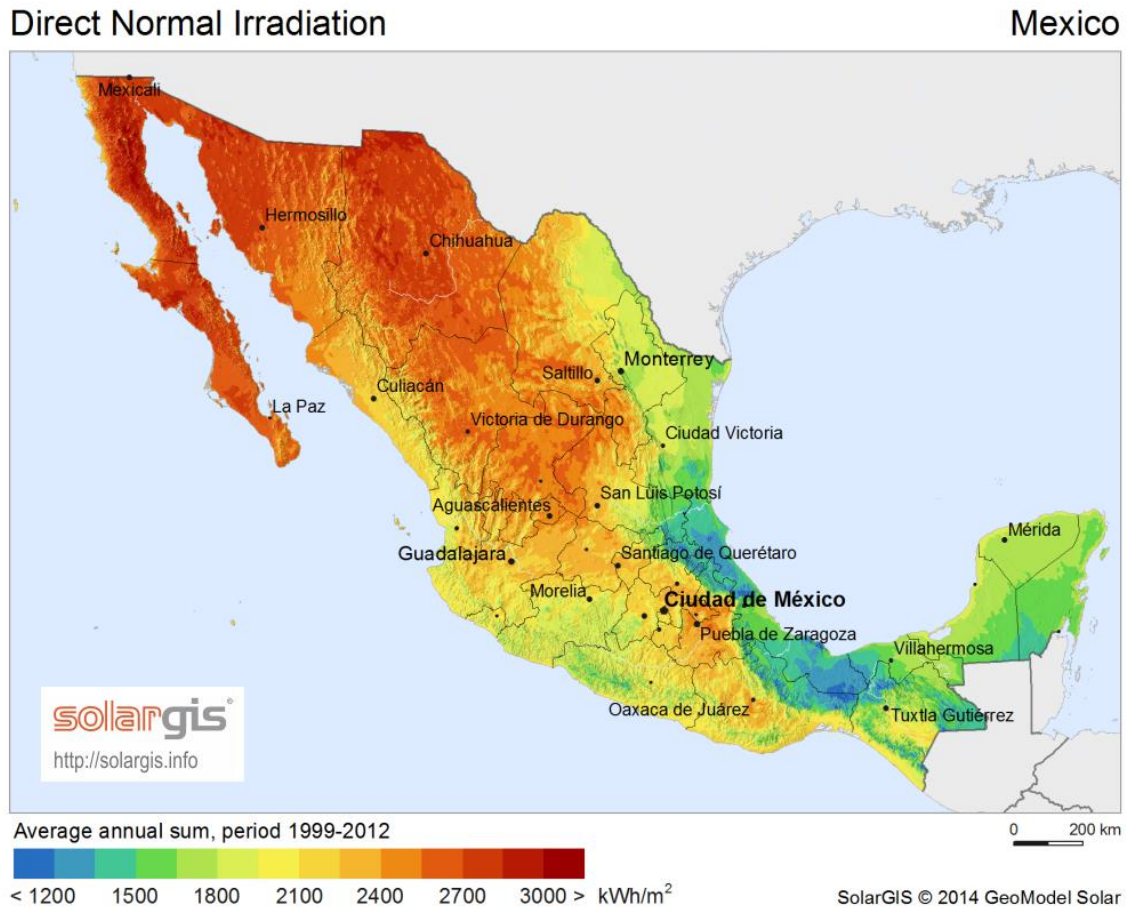 Direct Normal Irradiation
Mexico
Mexicali
Hermosillo
Chihuahua
Monterrey
Saltillo
Culiacán
La Paz
Victoria de Durango
Ciudad Victoria
San Luis Potosí
Aguascalientes
Mérida
Guadalajara
Santiago de Querétaro
Morelia
Ciudad de México
Puebla de Zaragoza
Villahermosa
Oaxaca de Juárez
Tuxtla Gutiérrez
solargis
http://solargis.info
Average annual sum, period 1999-2012
0 200 km
< 1200 1500 1800 2100 2400 2700 3000 > kWh/m²
SolarGIS © 2014 GeoModel Solar